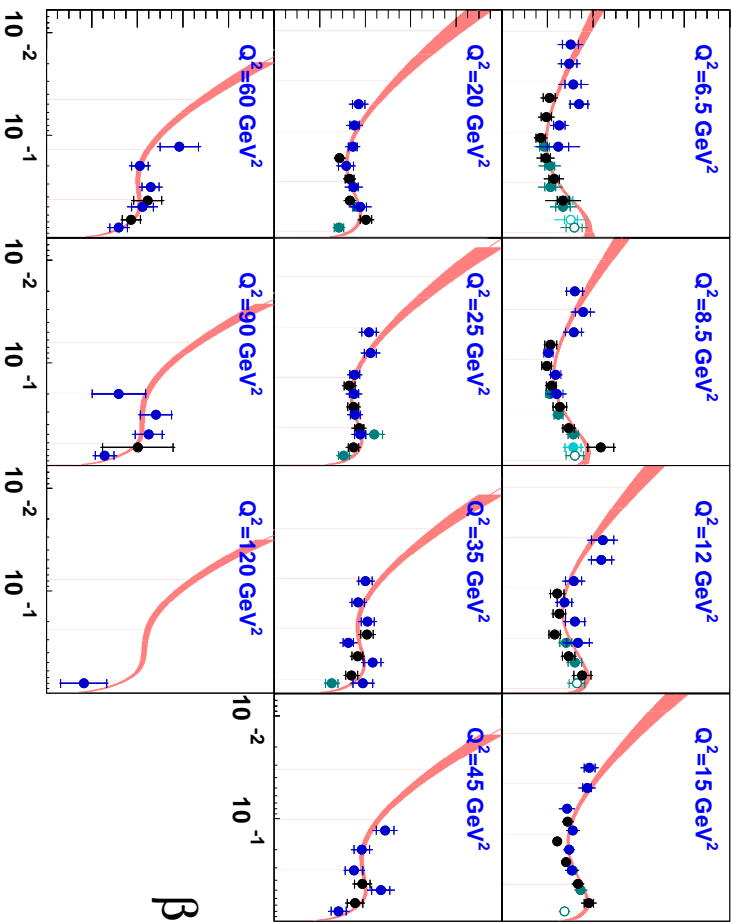 Q²=6.5 GeV²
Q²=8.5 GeV²
Q²=12 GeV²
Q²=15 GeV²
Q²=20 GeV²
Q²=25 GeV²
Q²=35 GeV²
Q²=45 GeV²
Q²=60 GeV²
Q²=90 GeV²
Q²=120 GeV²
10⁻² 10⁻¹ 10⁻² 10⁻¹ 10⁻² 10⁻¹ 10⁻² 10⁻¹
β